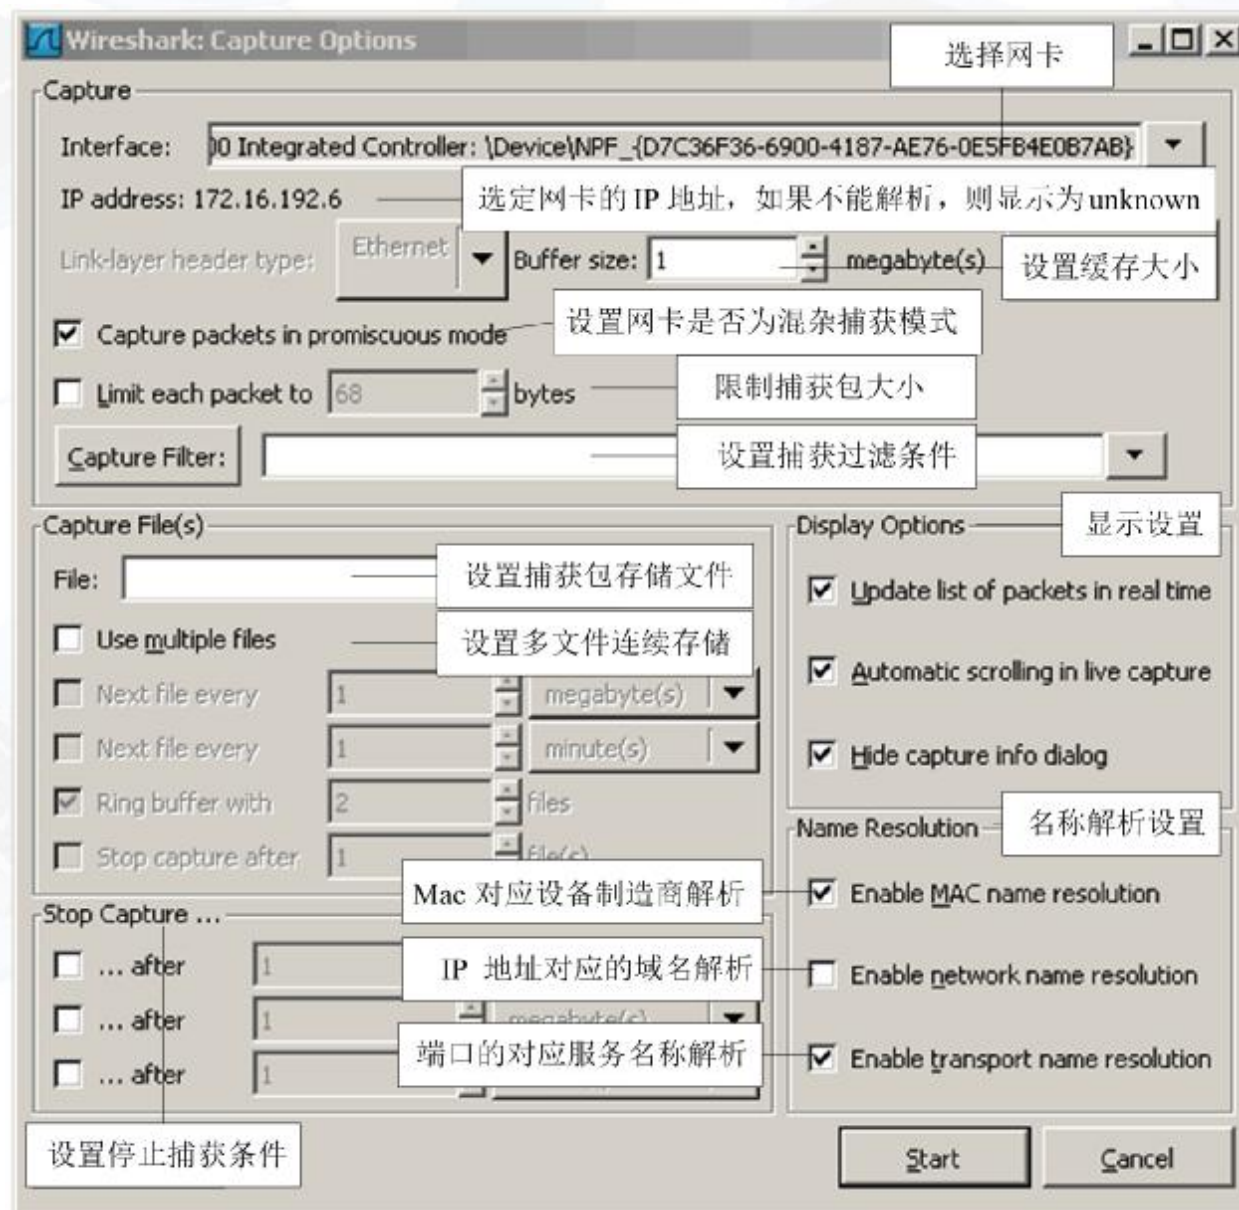 Wireshark: Capture Options
选择网卡
Capture
Interface: 00 Integrated Controller: \Device\NPF_{D7C36F36-6900-4187-AE76-0E5FB4E0B7AB}
IP address: 172.16.192.6
选定网卡的 IP 地址，如果不能解析，则显示为 unknown
Link-layer header type: Ethernet Buffer size: 1 megabyte(s)
设置缓存大小
Capture packets in promiscuous mode
设置网卡是否为混杂捕获模式
Limit each packet to 68 bytes
限制捕获包大小
Capture Filter:
设置捕获过滤条件
Capture File(s)
File:
设置捕获包存储文件
Use multiple files
设置多文件连续存储
Next file every 1 megabyte(s)
Next file every 1 minute(s)
Ring buffer with 2 files
Stop capture after 1 file(s)
Display Options
显示设置
Update list of packets in real time
Automatic scrolling in live capture
Hide capture info dialog
Name Resolution
名称解析设置
Mac 对应设备制造商解析
Enable MAC name resolution
IP 地址对应的域名解析
Enable network name resolution
端口的对应服务名称解析
Enable transport name resolution
Stop Capture ...
... after 1
... after 1 megabyte(s)
... after 1
设置停止捕获条件
Start
Cancel